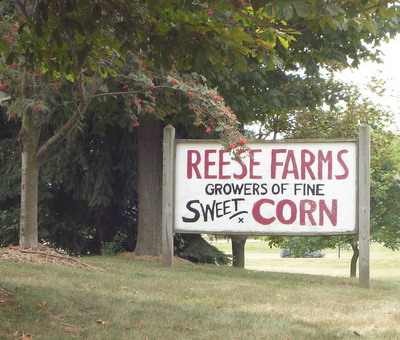 REESE FARMS
GROWERS OF FINE
SWEET CORN